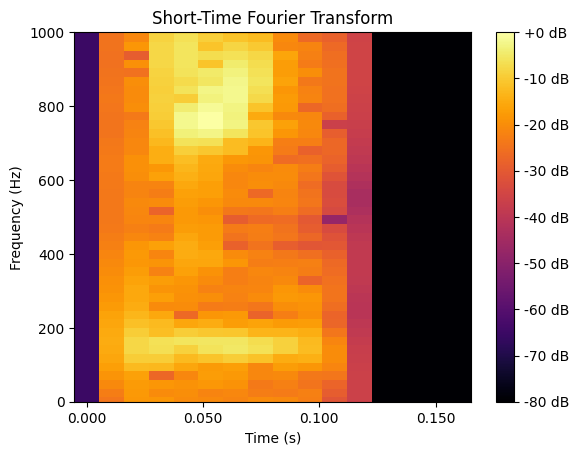 Short-Time Fourier Transform
1000
800
600
400
200
0
Frequency (Hz)
0.000
0.050
0.100
0.150
Time (s)
+0 dB
-10 dB
-20 dB
-30 dB
-40 dB
-50 dB
-60 dB
-70 dB
-80 dB